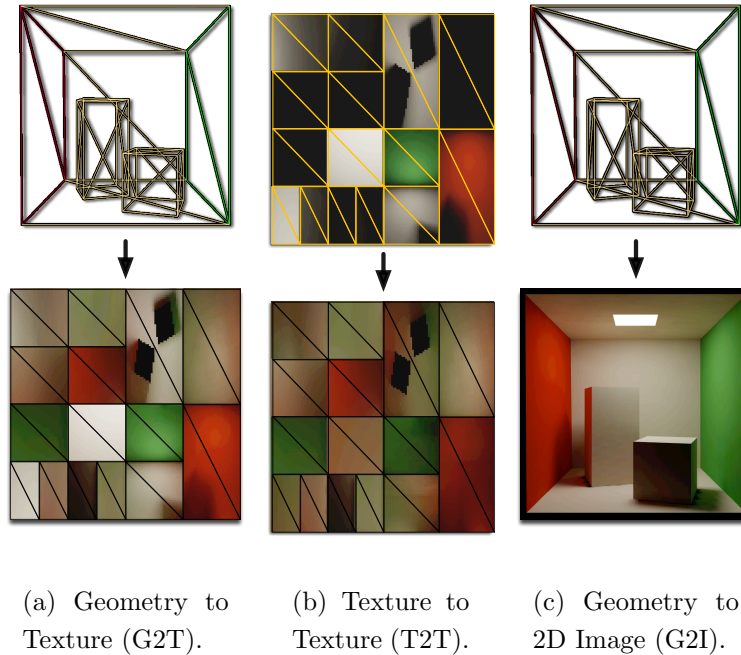 (a) Geometry to
Texture (G2T).
(b) Texture to
Texture (T2T).
(c) Geometry to
2D Image (G2I).